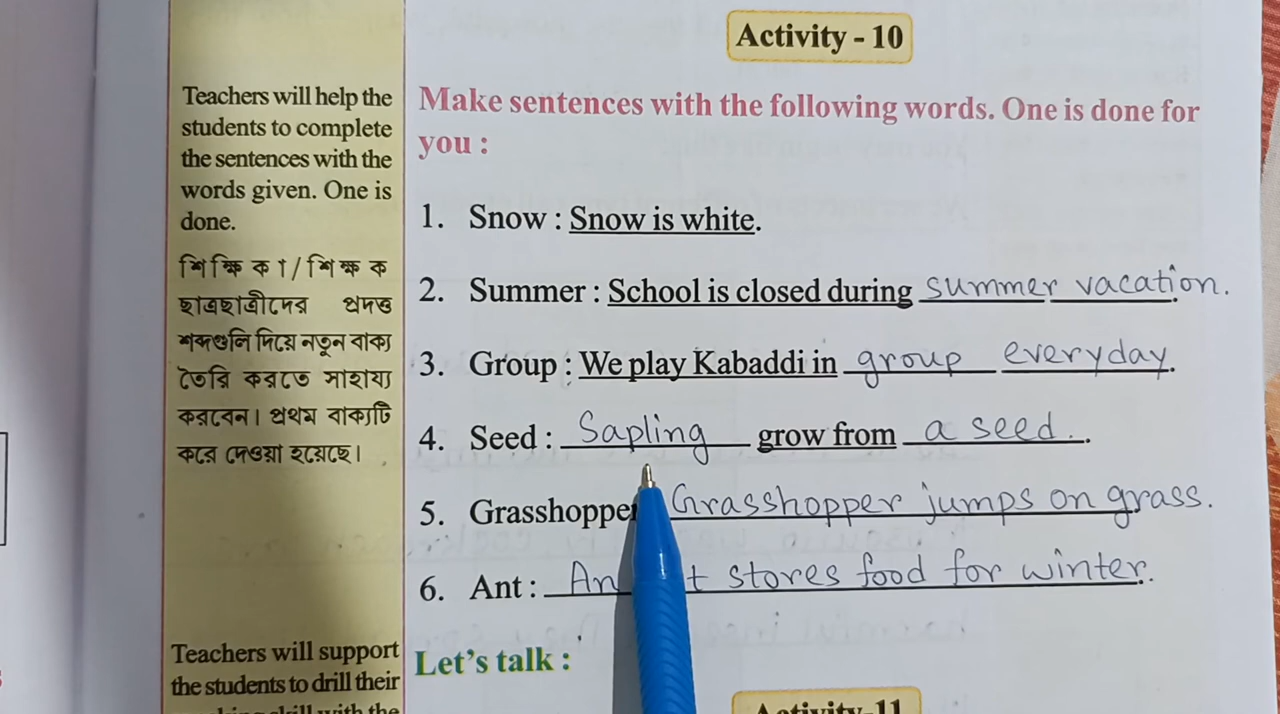 Activity - 10
Teachers will help the
students to complete
the sentences with the
words given. One is
done.
শিক্ষিকা/শিক্ষক
ছাত্রছাত্রীদের প্রদত্ত
শব্দগুলি দিয়ে নতুন বাক্য
তৈরি করতে সাহায্য
করবেন। প্রথম বাক্যটি
করে দেওয়া হয়েছে।
Make sentences with the following words. One is done for
you :
1. Snow : Snow is white.
2. Summer : School is closed during summer vacation.
3. Group : We play Kabaddi in group everyday.
4. Seed : Sapling grow from a seed.
5. Grasshopper Grasshopper jumps on grass.
6. Ant : stores food for winter.
Teachers will support
the students to drill their
Let's talk :
Activity-11